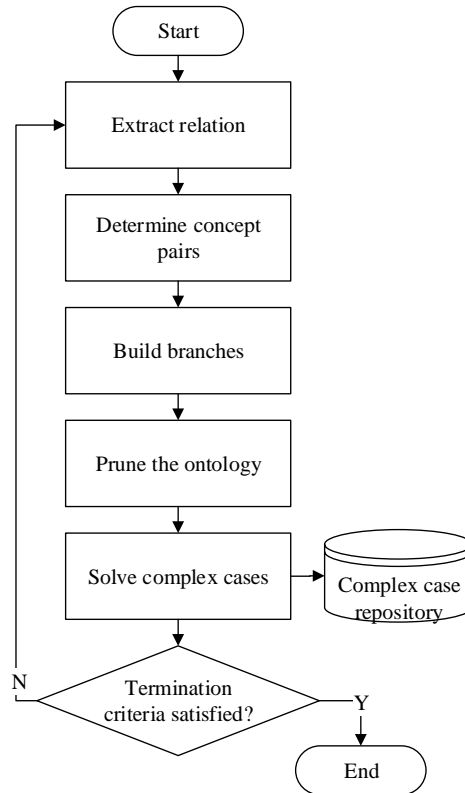 Start
Extract relation
Determine concept
pairs
Build branches
Prune the ontology
Solve complex cases
Complex case
repository
N
Termination
criteria satisfied?
Y
End